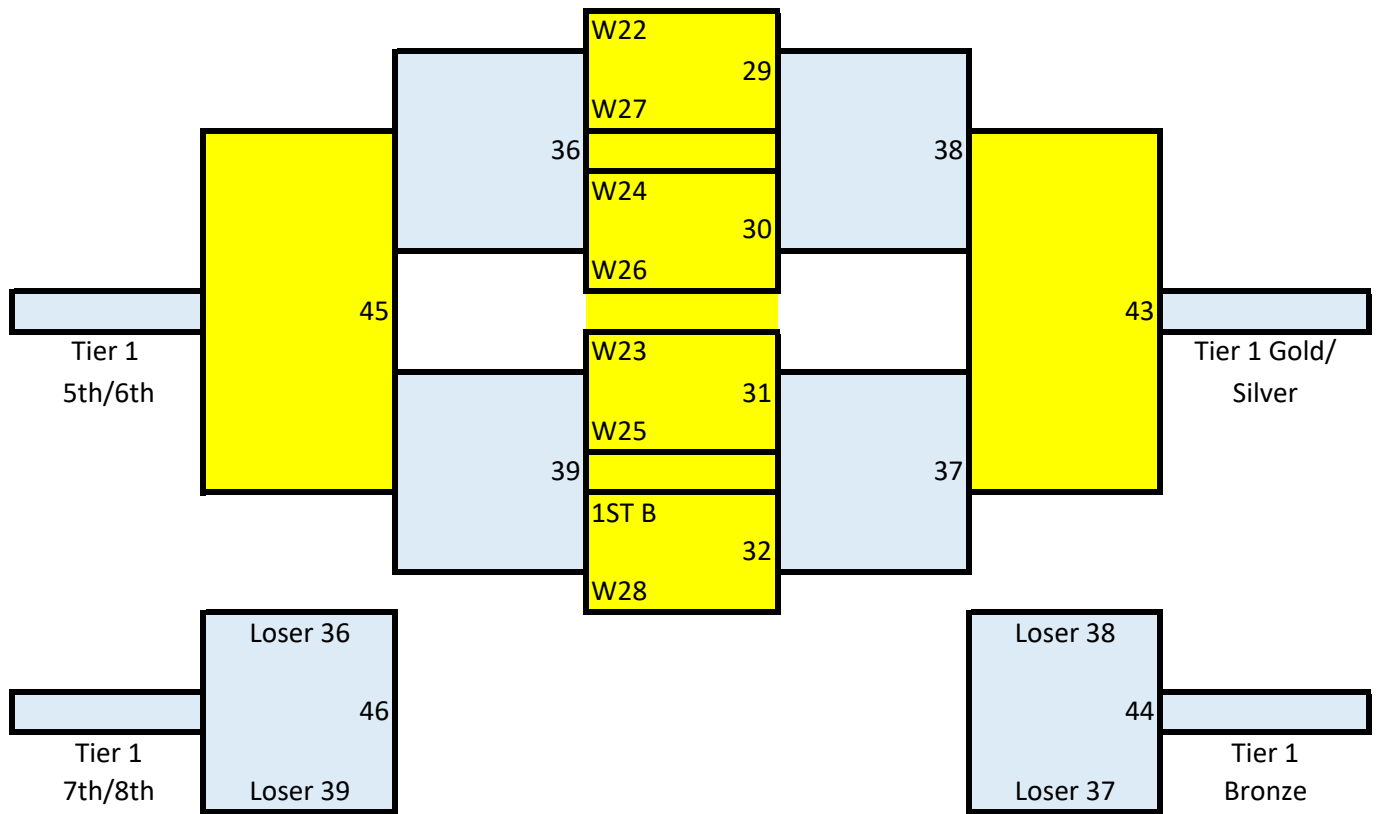 W22
29
W27
36
38
W24
30
W26
45
43
W23
Tier 1
Tier 1 Gold/
5th/6th
31
Silver
W25
39
37
1ST B
32
W28
Loser 36
Loser 38
46
44
Tier 1
Tier 1
7th/8th
Loser 39
Loser 37
Bronze